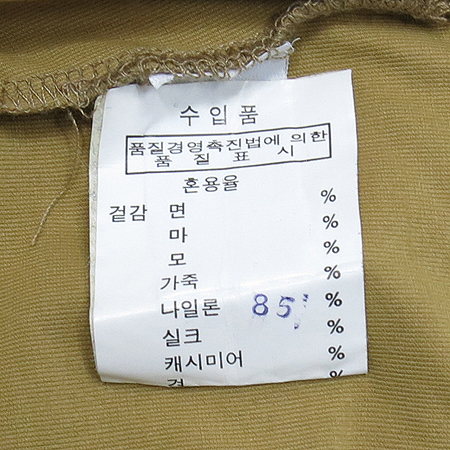 수입품
품질경영촉진법에 의한
품질표시
혼용율
겉감 면 %
마 %
모 %
가죽 %
나일론 85 %
실크 %
캐시미어 %